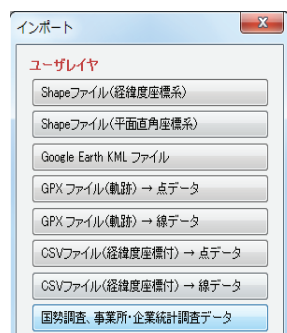 インポート
ユーザレイヤ
Shapeファイル(経緯度座標系)
Shapeファイル(平面直角座標系)
Google Earth KML ファイル
GPX ファイル(軌跡) → 点データ
GPX ファイル(軌跡) → 線データ
CSVファイル(経緯度座標付) → 点データ
CSVファイル(経緯度座標付) → 線データ
国勢調査、事業所・企業統計調査データ